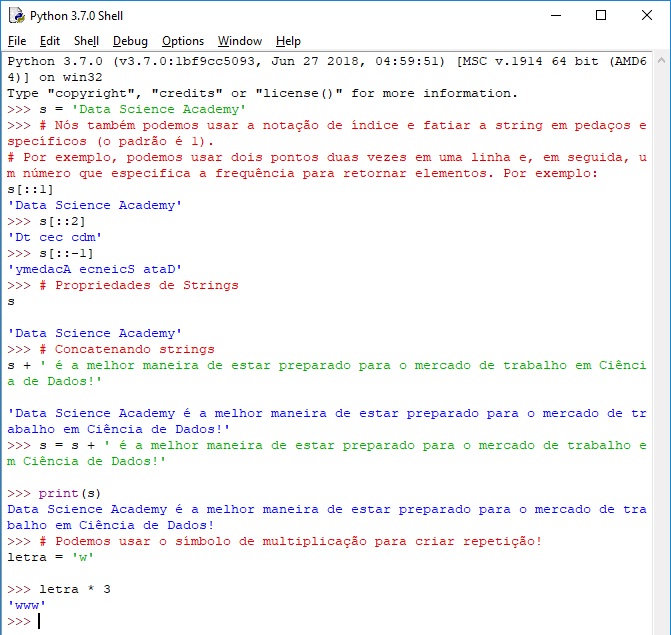 Python 3.7.0 Shell
File Edit Shell Debug Options Window Help
Python 3.7.0 (v3.7.0:1bf9cc5093, Jun 27 2018, 04:59:51) [MSC v.1914 64 bit (AMD6
4)] on win32
Type "copyright", "credits" or "license()" for more information.
>>> s = 'Data Science Academy'
>>> # Nós também podemos usar a notação de índice e fatiar a string em pedaços e
specíficos (o padrão é 1).
# Por exemplo, podemos usar dois pontos duas vezes em uma linha e, em seguida, u
m número que especifica a frequência para retornar elementos. Por exemplo:
s[::1]
'Data Science Academy'
>>> s[::2]
'Dt cec cdm'
>>> s[::-1]
'ymedacA ecneicS ataD'
>>> # Propriedades de Strings
s
'Data Science Academy'
>>> # Concatenando strings
s + ' é a melhor maneira de estar preparado para o mercado de trabalho em Ciênci
a de Dados!'
'Data Science Academy é a melhor maneira de estar preparado para o mercado de tr
abalho em Ciência de Dados!'
>>> s = s + ' é a melhor maneira de estar preparado para o mercado de trabalho e
m Ciência de Dados!'
>>> print(s)
Data Science Academy é a melhor maneira de estar preparado para o mercado de tra
balho em Ciência de Dados!
>>> # Podemos usar o símbolo de multiplicação para criar repetição!
letra = 'w'
>>> letra * 3
'www'
>>>